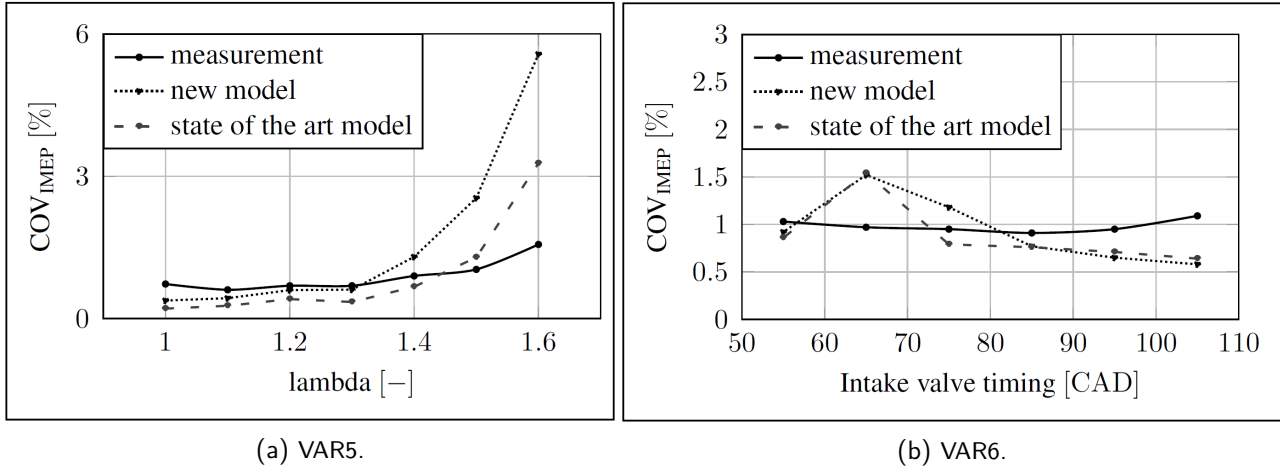 6
3
0
COV_IMEP [%]
measurement
new model
state of the art model
1
1.2
1.4
1.6
lambda [−]
(a) VAR5.
3
2.5
2
1.5
1
0.5
0
COV_IMEP [%]
measurement
new model
state of the art model
50
60
70
80
90
100
110
Intake valve timing [CAD]
(b) VAR6.